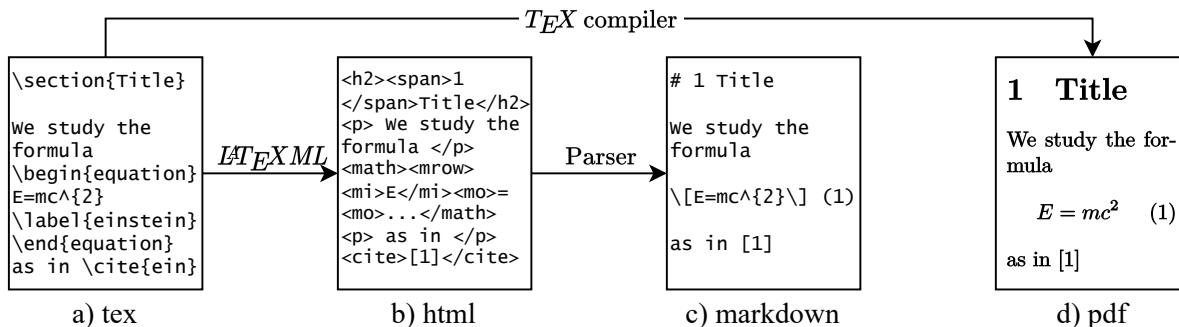 TEX compiler
\section{Title}
We study the
formula
\begin{equation}
E=mc^{2}
\label{einstein}
\end{equation}
as in \cite{ein}
a) tex
LATEXML
<h2><span>1
</span>Title</h2>
<p> We study the
formula </p>
<math><mrow>
<mi>E</mi><mo>=
<mo>...</math>
<p> as in </p>
<cite>[1]</cite>
b) html
Parser
# 1 Title
We study the
formula
\[E=mc^{2}\] (1)
as in [1]
c) markdown
1 Title
We study the for-
mula
E = mc² (1)
as in [1]
d) pdf